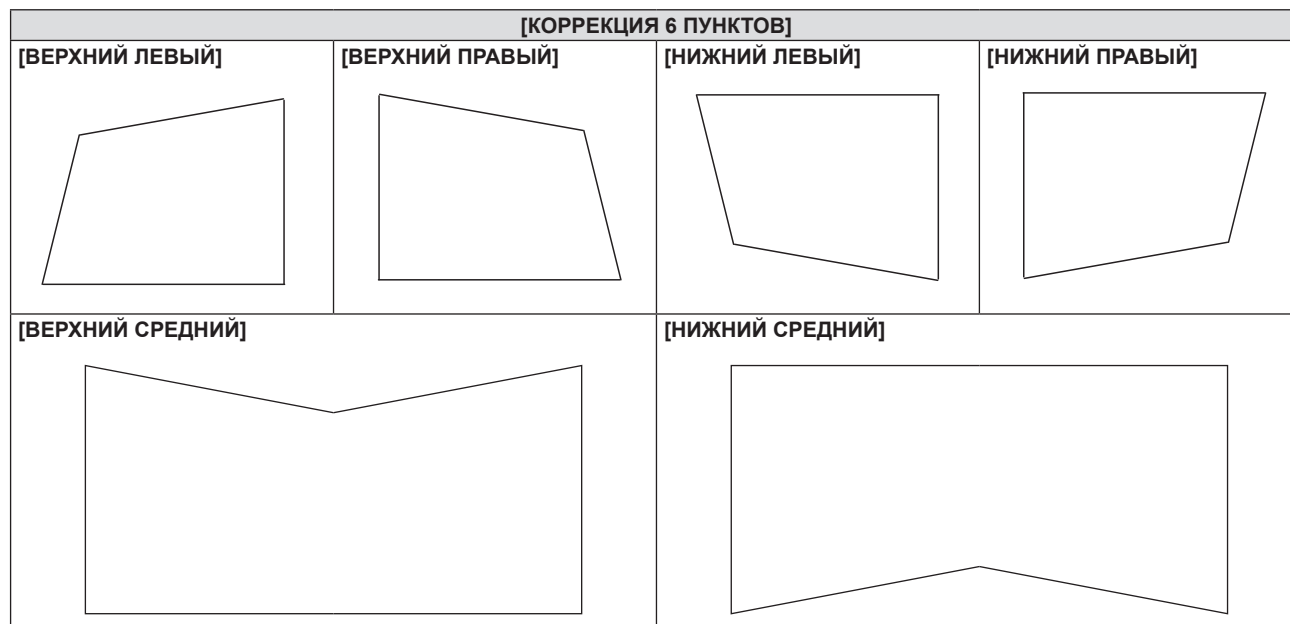 [КОРРЕКЦИЯ 6 ПУНКТОВ]
[ВЕРХНИЙ ЛЕВЫЙ]
[ВЕРХНИЙ ПРАВЫЙ]
[НИЖНИЙ ЛЕВЫЙ]
[НИЖНИЙ ПРАВЫЙ]
[ВЕРХНИЙ СРЕДНИЙ]
[НИЖНИЙ СРЕДНИЙ]